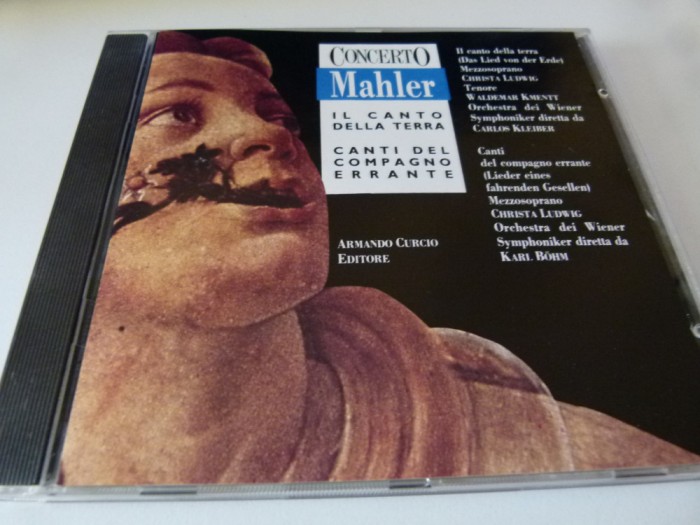 CONCERTO
Mahler
IL CANTO
DELLA TERRA
CANTI DEL
COMPAGNO
ERRANTE
ARMANDO CURCIO
EDITORE
Il canto della terra
(Das Lied von der Erde)
Mezzosoprano
CHRISTA LUDWIG
Tenore
WALDEMAR KMENTT
Orchestra dei Wiener
Symphoniker diretta da
CARLOS KLEIBER
Canti
del compagno errante
(Lieder eines
fahrenden Gesellen)
Mezzosoprano
CHRISTA LUDWIG
Orchestra dei Wiener
Symphoniker diretta da
KARL BÖHM